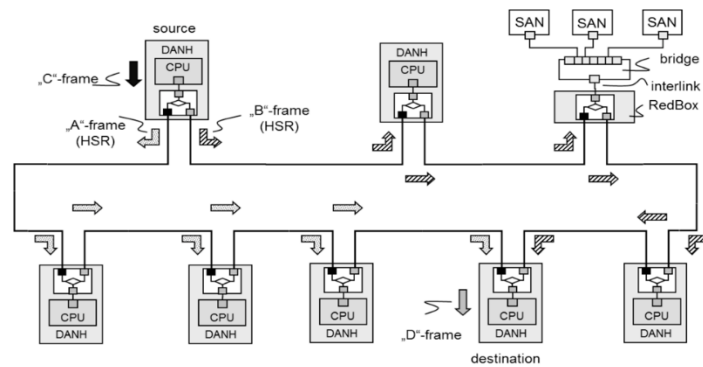 source
SAN
SAN
SAN
DANH
CPU
DANH
CPU
„C“-frame
bridge
interlink
RedBox
„A“-frame
(HSR)
„B“-frame
(HSR)
CPU
DANH
CPU
DANH
CPU
DANH
CPU
DANH
CPU
DANH
„D“-frame
destination